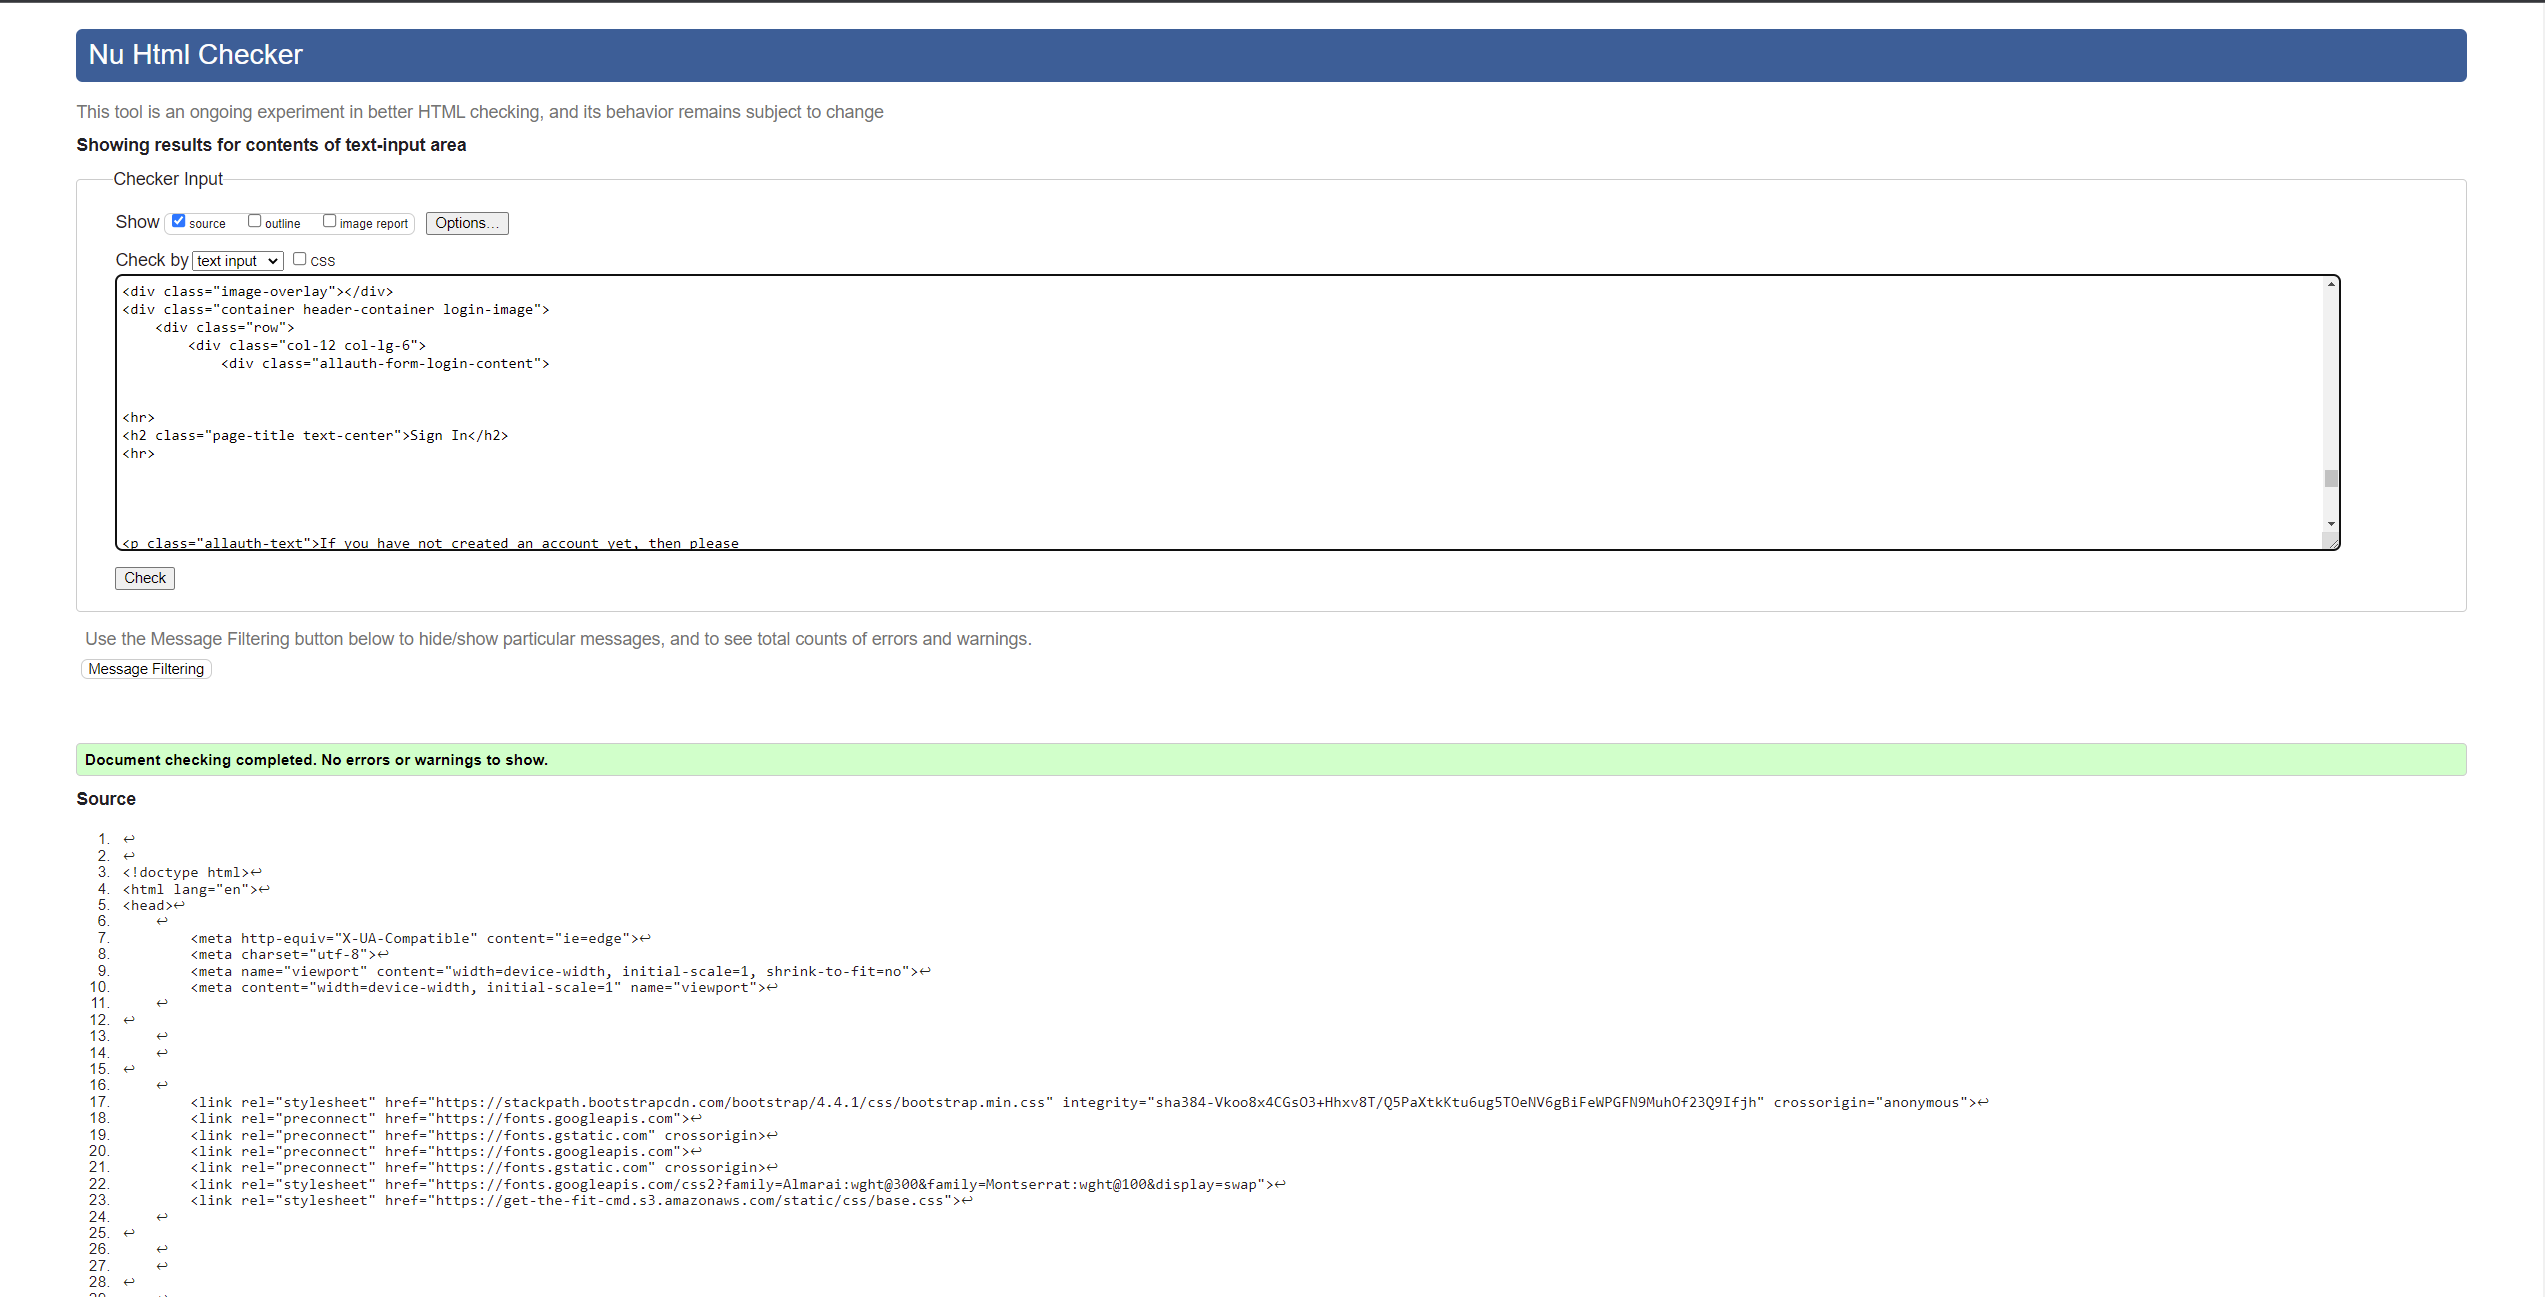 Nu Html Checker
This tool is an ongoing experiment in better HTML checking, and its behavior remains subject to change
Showing results for contents of text-input area
Checker Input
Show source outline image report Options...
Check by text input css
<div class="image-overlay"></div>
<div class="container header-container login-image">
    <div class="row">
        <div class="col-12 col-lg-6">
            <div class="allauth-form-login-content">
<hr>
<h2 class="page-title text-center">Sign In</h2>
<hr>
<p class="allauth-text">If you have not created an account yet, then please
Check
Use the Message Filtering button below to hide/show particular messages, and to see total counts of errors and warnings.
Message Filtering
Document checking completed. No errors or warnings to show.
Source
1. ↩
2. ↩
3. <!doctype html>↩
4. <html lang="en">↩
5. <head>↩
6. ↩
7. <meta http-equiv="X-UA-Compatible" content="ie=edge">↩
8. <meta charset="utf-8">↩
9. <meta name="viewport" content="width=device-width, initial-scale=1, shrink-to-fit=no">↩
10. <meta content="width=device-width, initial-scale=1" name="viewport">↩
11. ↩
12. ↩
13. ↩
14. ↩
15. ↩
16. ↩
17. <link rel="stylesheet" href="https://stackpath.bootstrapcdn.com/bootstrap/4.4.1/css/bootstrap.min.css" integrity="sha384-Vkoo8x4CGsO3+Hhxv8T/Q5PaXtkKtu6ug5TOeNV6gBiFeWPGFN9MuhOf23Q9Ifjh" crossorigin="anonymous">↩
18. <link rel="preconnect" href="https://fonts.googleapis.com">↩
19. <link rel="preconnect" href="https://fonts.gstatic.com" crossorigin>↩
20. <link rel="preconnect" href="https://fonts.googleapis.com">↩
21. <link rel="preconnect" href="https://fonts.gstatic.com" crossorigin>↩
22. <link rel="stylesheet" href="https://fonts.googleapis.com/css2?family=Almarai:wght@300&family=Montserrat:wght@100&display=swap">↩
23. <link rel="stylesheet" href="https://get-the-fit-cmd.s3.amazonaws.com/static/css/base.css">↩
24. ↩
25. ↩
26. ↩
27. ↩
28. ↩